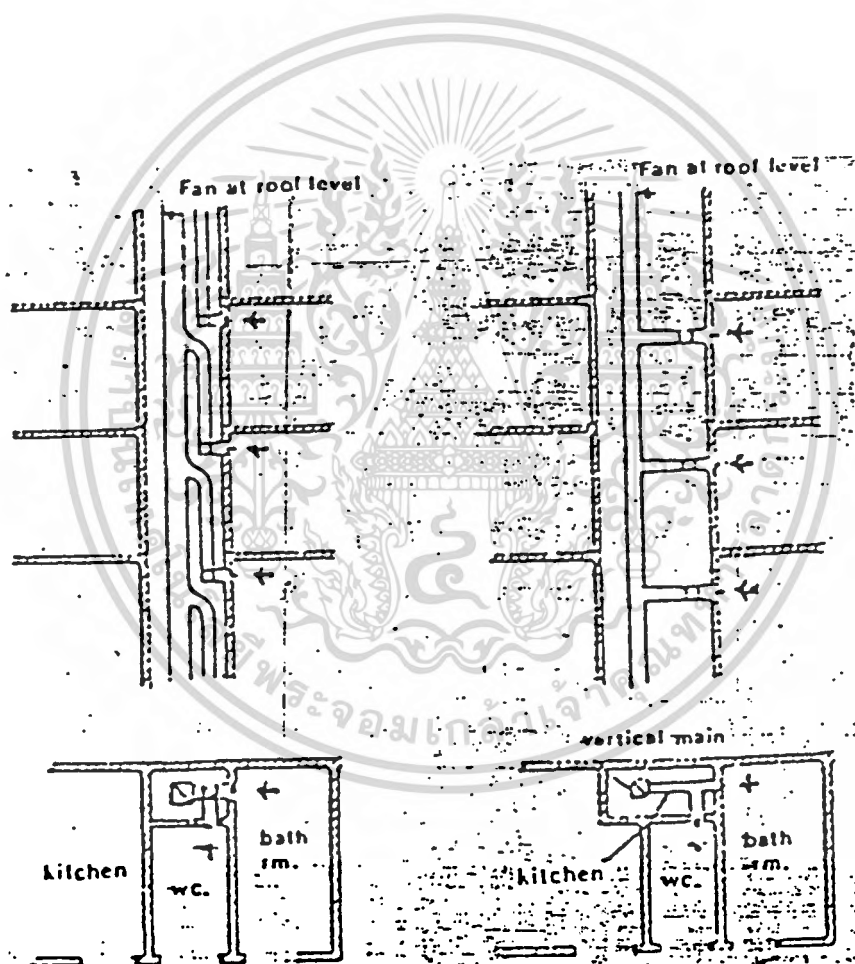 Fan at roof level
Fan at roof level
vertical main
kitchen
wc.
bath
rm.
kitchen
wc.
bath
rm.